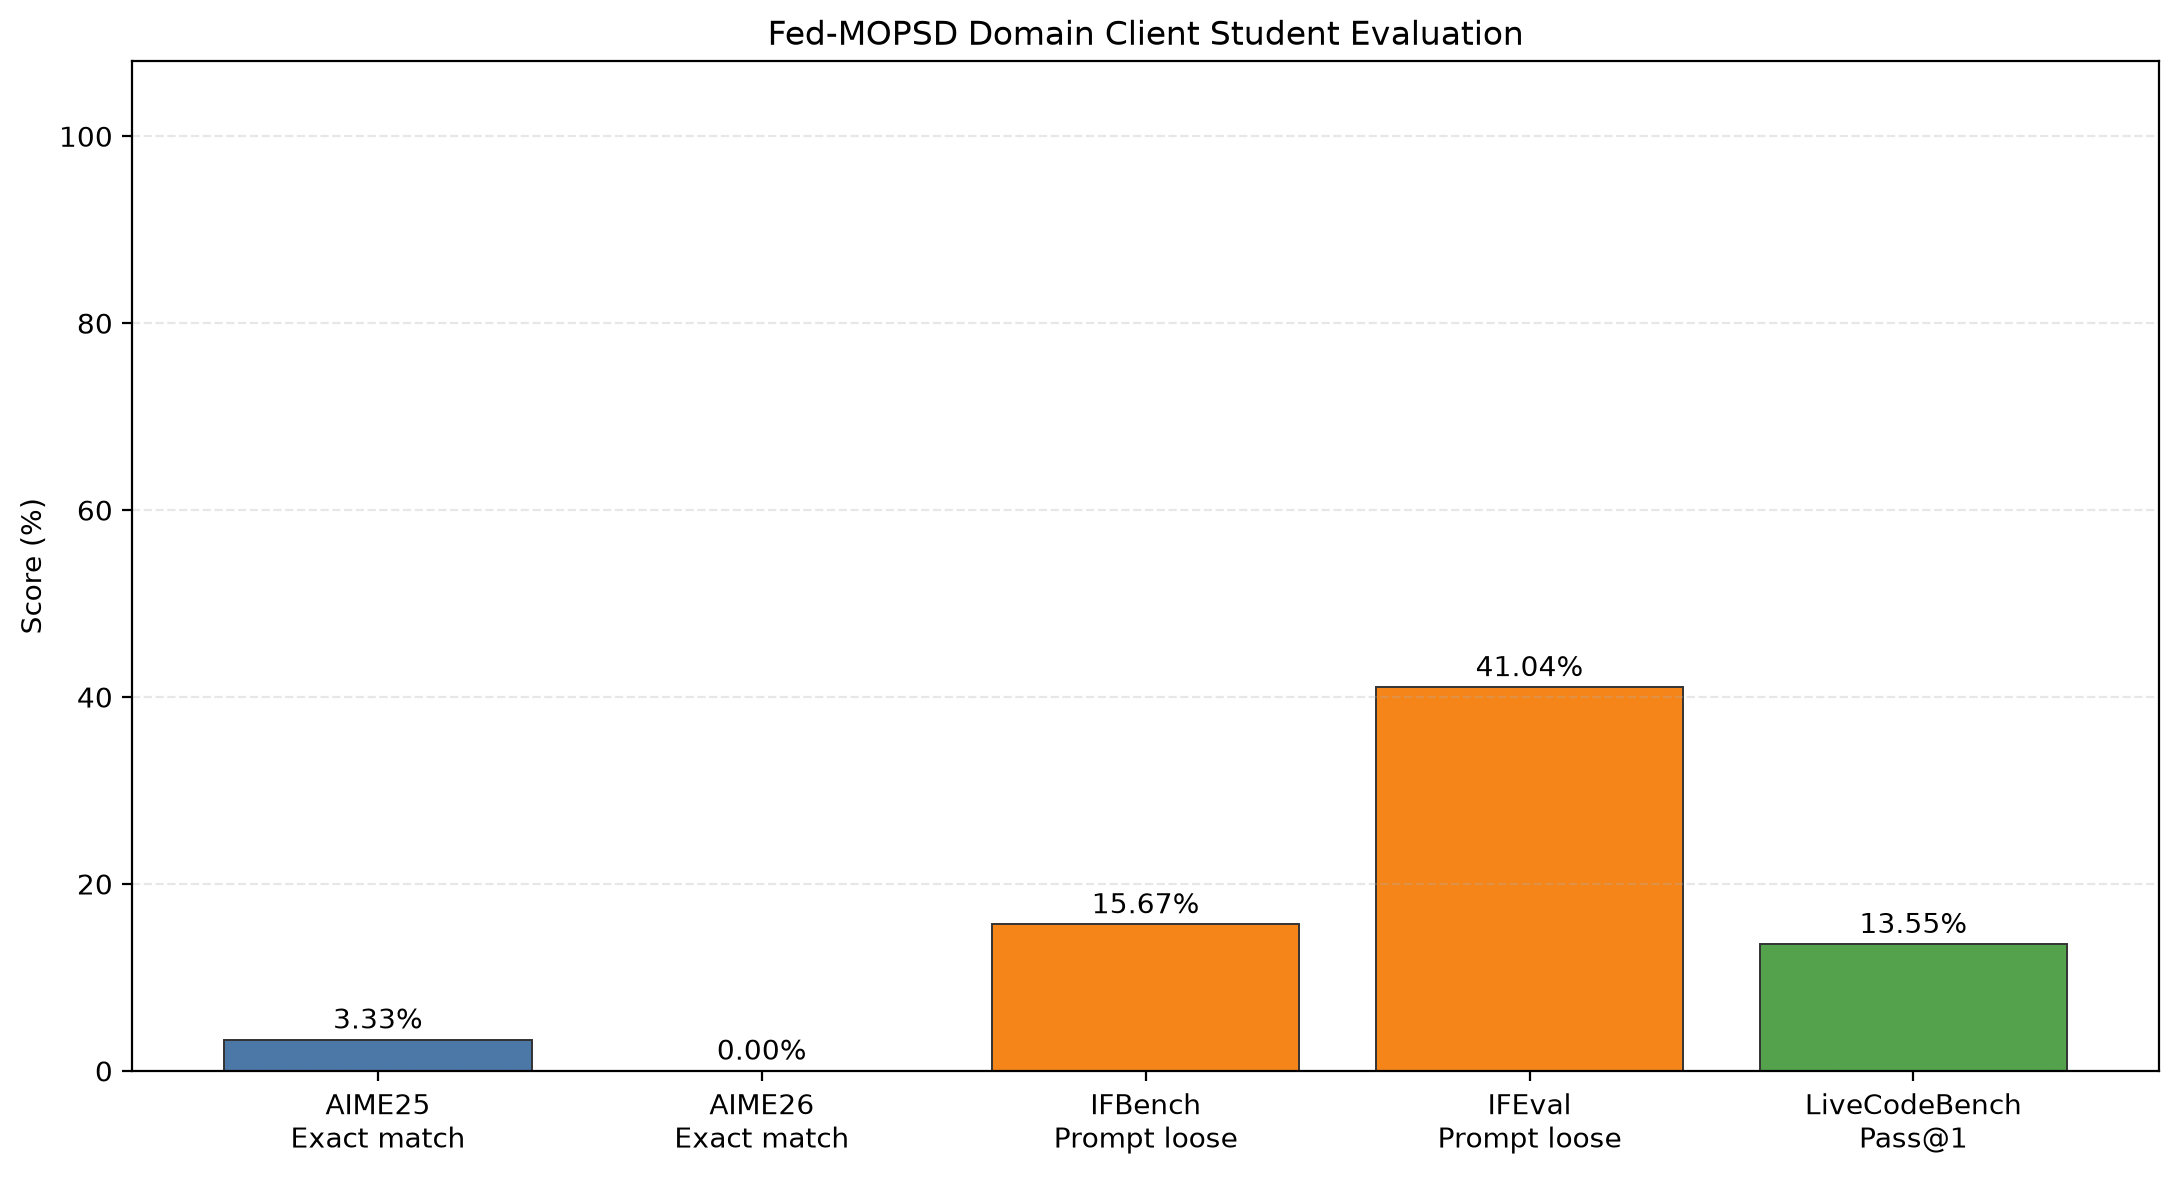 Fed-MOPSD Domain Client Student Evaluation
100
80
60
40
20
0
Score (%)
3.33%
0.00%
15.67%
41.04%
13.55%
AIME25
Exact match
AIME26
Exact match
IFBench
Prompt loose
IFEval
Prompt loose
LiveCodeBench
Pass@1